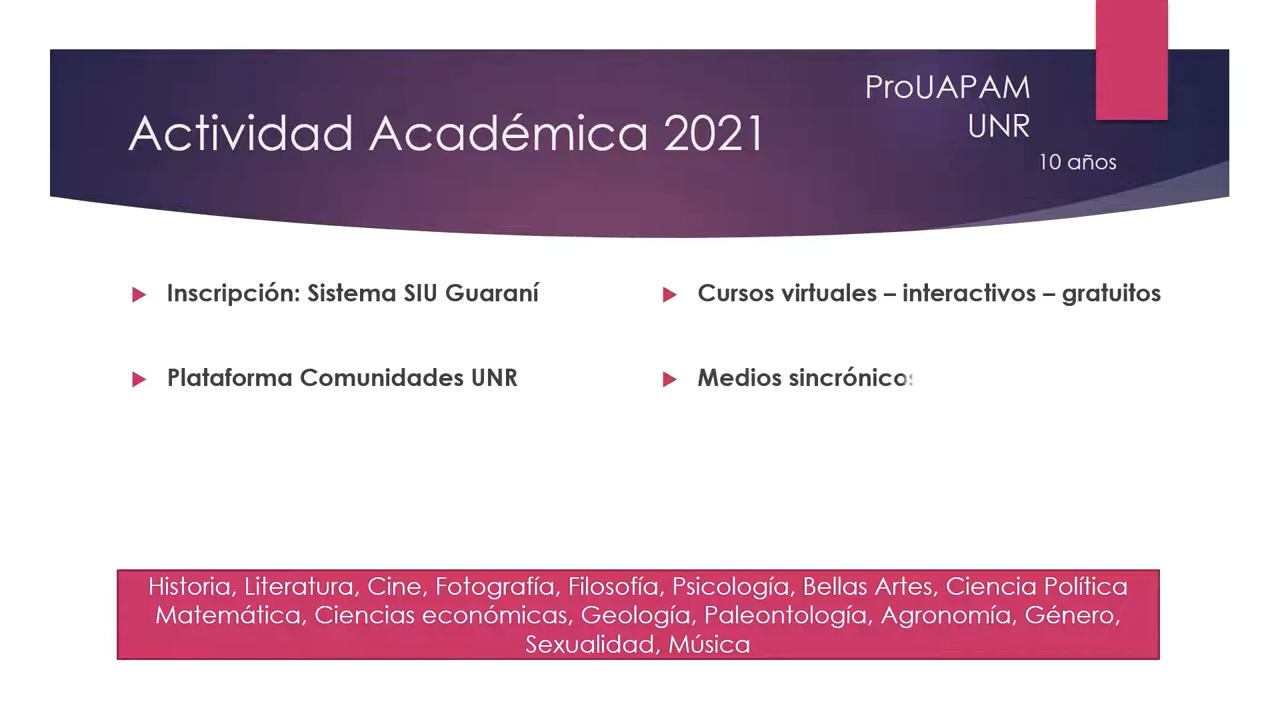 Actividad Académica 2021
ProUAPAM
UNR
10 años
Inscripción: Sistema SIU Guaraní
Plataforma Comunidades UNR
Cursos virtuales – interactivos – gratuitos
Medios sincrónicos
Historia, Literatura, Cine, Fotografía, Filosofía, Psicología, Bellas Artes, Ciencia Política
Matemática, Ciencias económicas, Geología, Paleontología, Agronomía, Género,
Sexualidad, Música